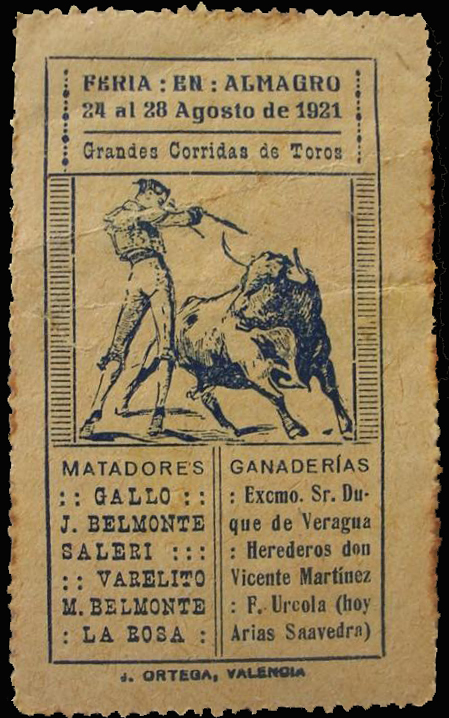 FERIA : EN : ALMAGRO
24 al 28 Agosto de 1921
Grandes Corridas de Toros
MATADORES
: : GALLO : :
J. BELMONTE
SALERI : : :
: : VARELITO
M. BELMONTE
: LA ROSA :
GANADERÍAS
: Excmo. Sr. Du-
que de Veragua
: Herederos don
Vicente Martínez
: F. Urcola (hoy
Arias Saavedra)
J. ORTEGA, VALENCIA